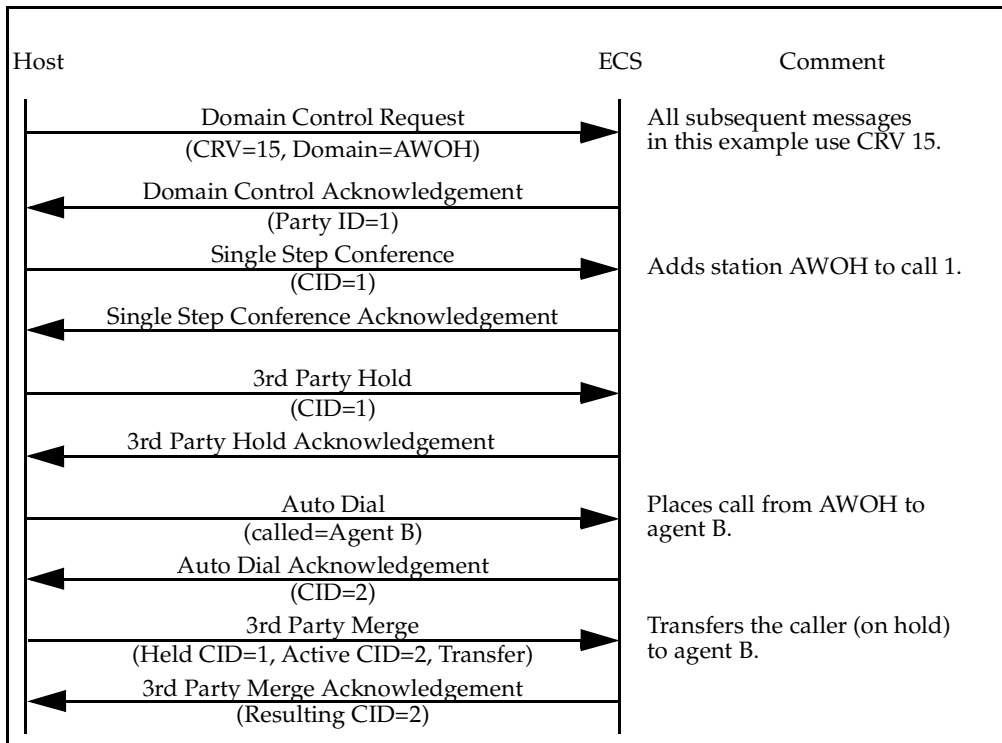 Host ECS Comment
Domain Control Request
(CRV=15, Domain=AWOH)
All subsequent messages
in this example use CRV 15.
Domain Control Acknowledgement
(Party ID=1)
Single Step Conference
(CID=1)
Adds station AWOH to call 1.
Single Step Conference Acknowledgement
3rd Party Hold
(CID=1)
3rd Party Hold Acknowledgement
Auto Dial
(called=Agent B)
Places call from AWOH to
agent B.
Auto Dial Acknowledgement
(CID=2)
3rd Party Merge
(Held CID=1, Active CID=2, Transfer)
Transfers the caller (on hold)
to agent B.
3rd Party Merge Acknowledgement
(Resulting CID=2)